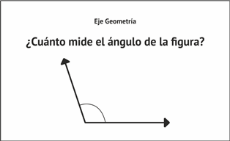 Eje Geometría
¿Cuánto mide el ángulo de la figura?